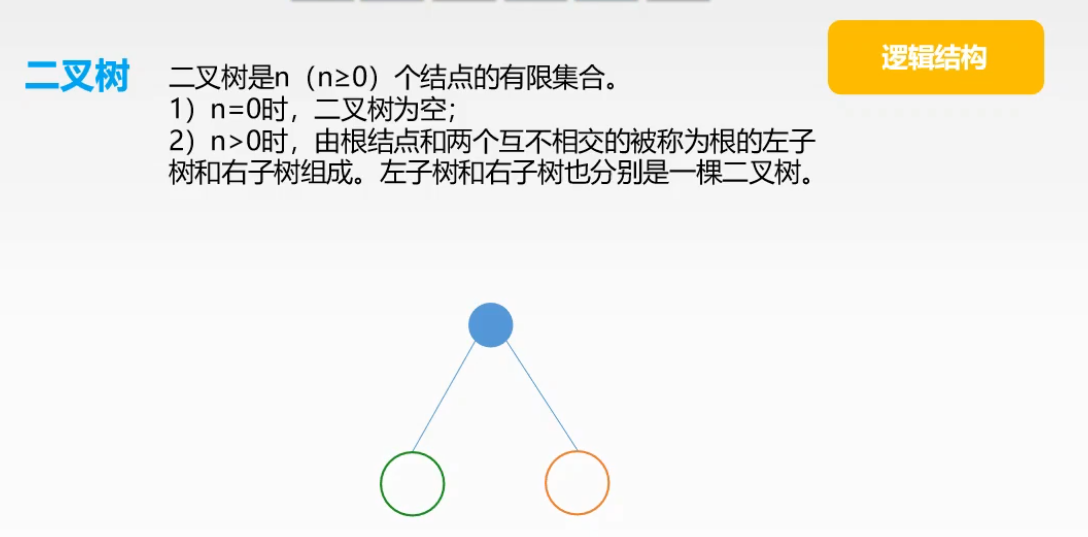 逻辑结构
二叉树
二叉树是n（n≥0）个结点的有限集合。
1）n=0时，二叉树为空；
2）n>0时，由根结点和两个互不相交的被称为根的左子
树和右子树组成。左子树和右子树也分别是一棵二叉树。